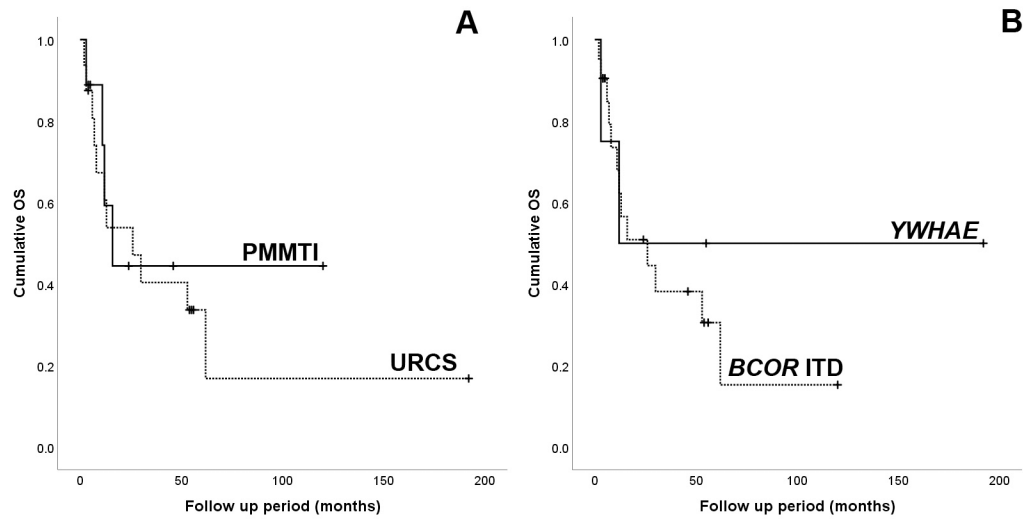 A
1.0
0.8
0.6
0.4
0.2
0.0
Cumulative OS
PMMTI
URCS
0 50 100 150 200
Follow up period (months)
B
1.0
0.8
0.6
0.4
0.2
0.0
Cumulative OS
YWHAE
BCOR ITD
0 50 100 150 200
Follow up period (months)